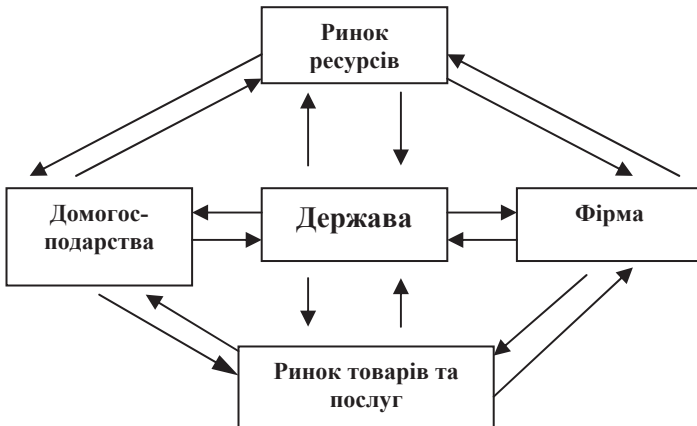 Ринок
ресурсів
Домогос-
подарства
Держава
Фірма
Ринок товарів та
послуг